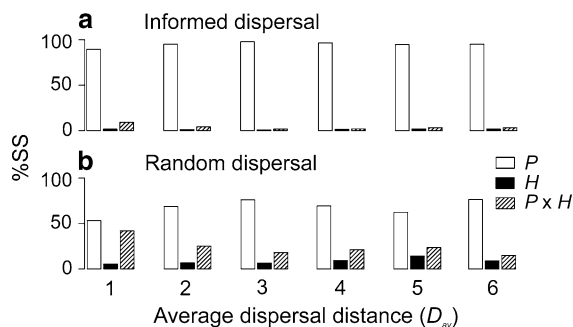 a Informed dispersal
100
50
0
%SS
b Random dispersal
100
50
0
P
H
P x H
1 2 3 4 5 6
Average dispersal distance (Dav)